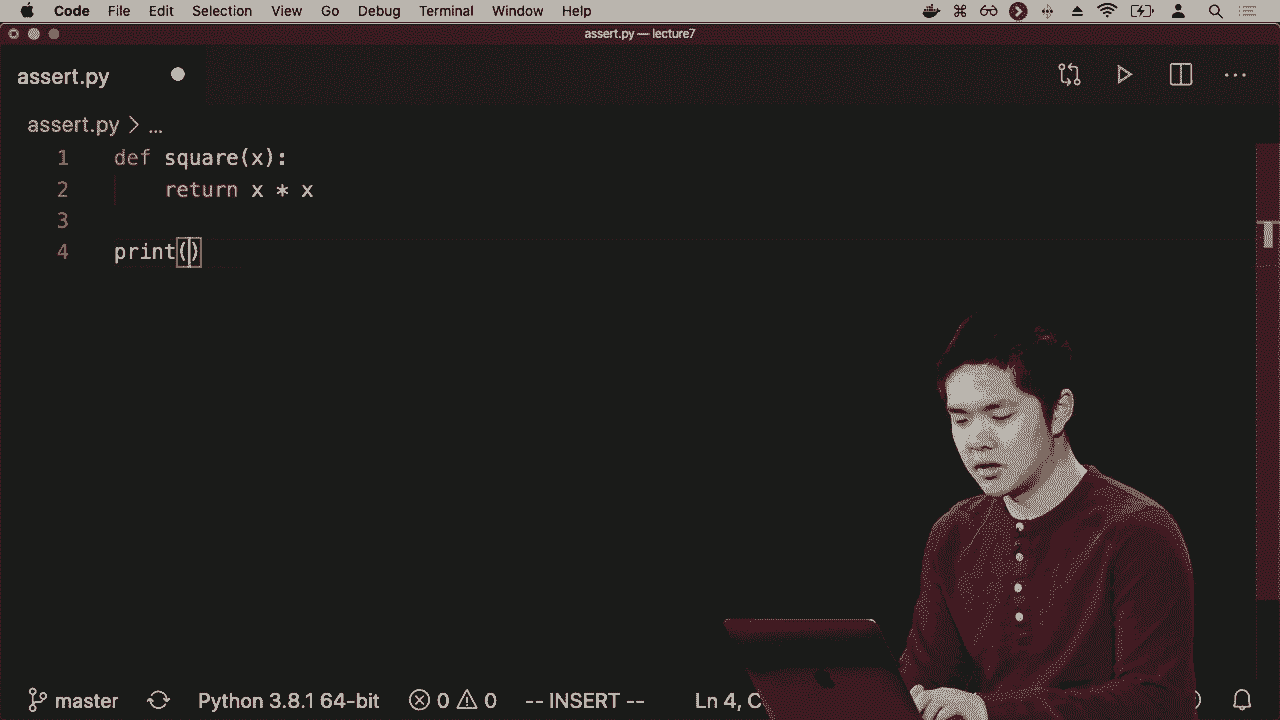 Code File Edit Selection View Go Debug Terminal Window Help
assert.py — lecture7
assert.py
assert.py > ...
1 def square(x):
2 return x * x
3
4 print()
master Python 3.8.1 64-bit 0 0 -- INSERT -- Ln 4, C